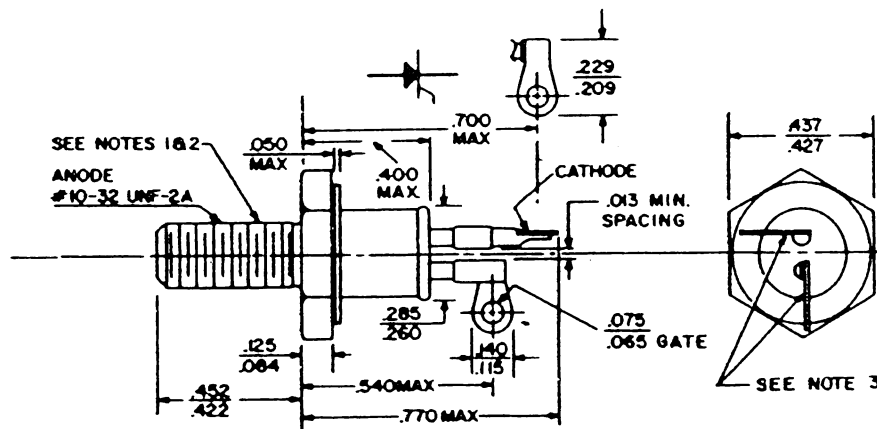 .229
.209
.700
MAX
.437
.427
SEE NOTES 1&2
.050
MAX
.400
MAX.
CATHODE
ANODE
#10-32 UNF-2A
.013 MIN.
SPACING
.285
.260
.075
.065 GATE
.125
.084
.140
.115
.540MAX
SEE NOTE 3
.452
.422
.770 MAX